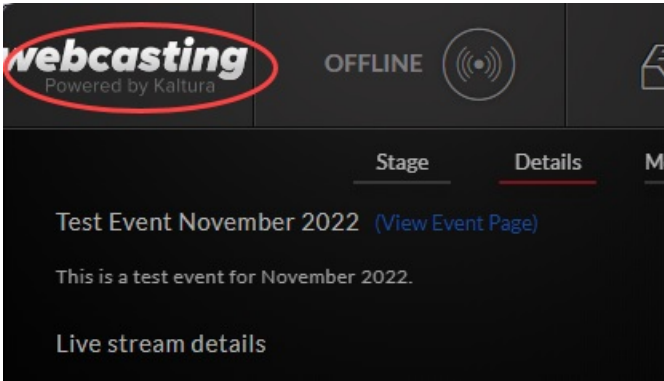 webcasting
Powered by Kaltura
OFFLINE
Stage Details M
Test Event November 2022 (View Event Page)
This is a test event for November 2022.
Live stream details